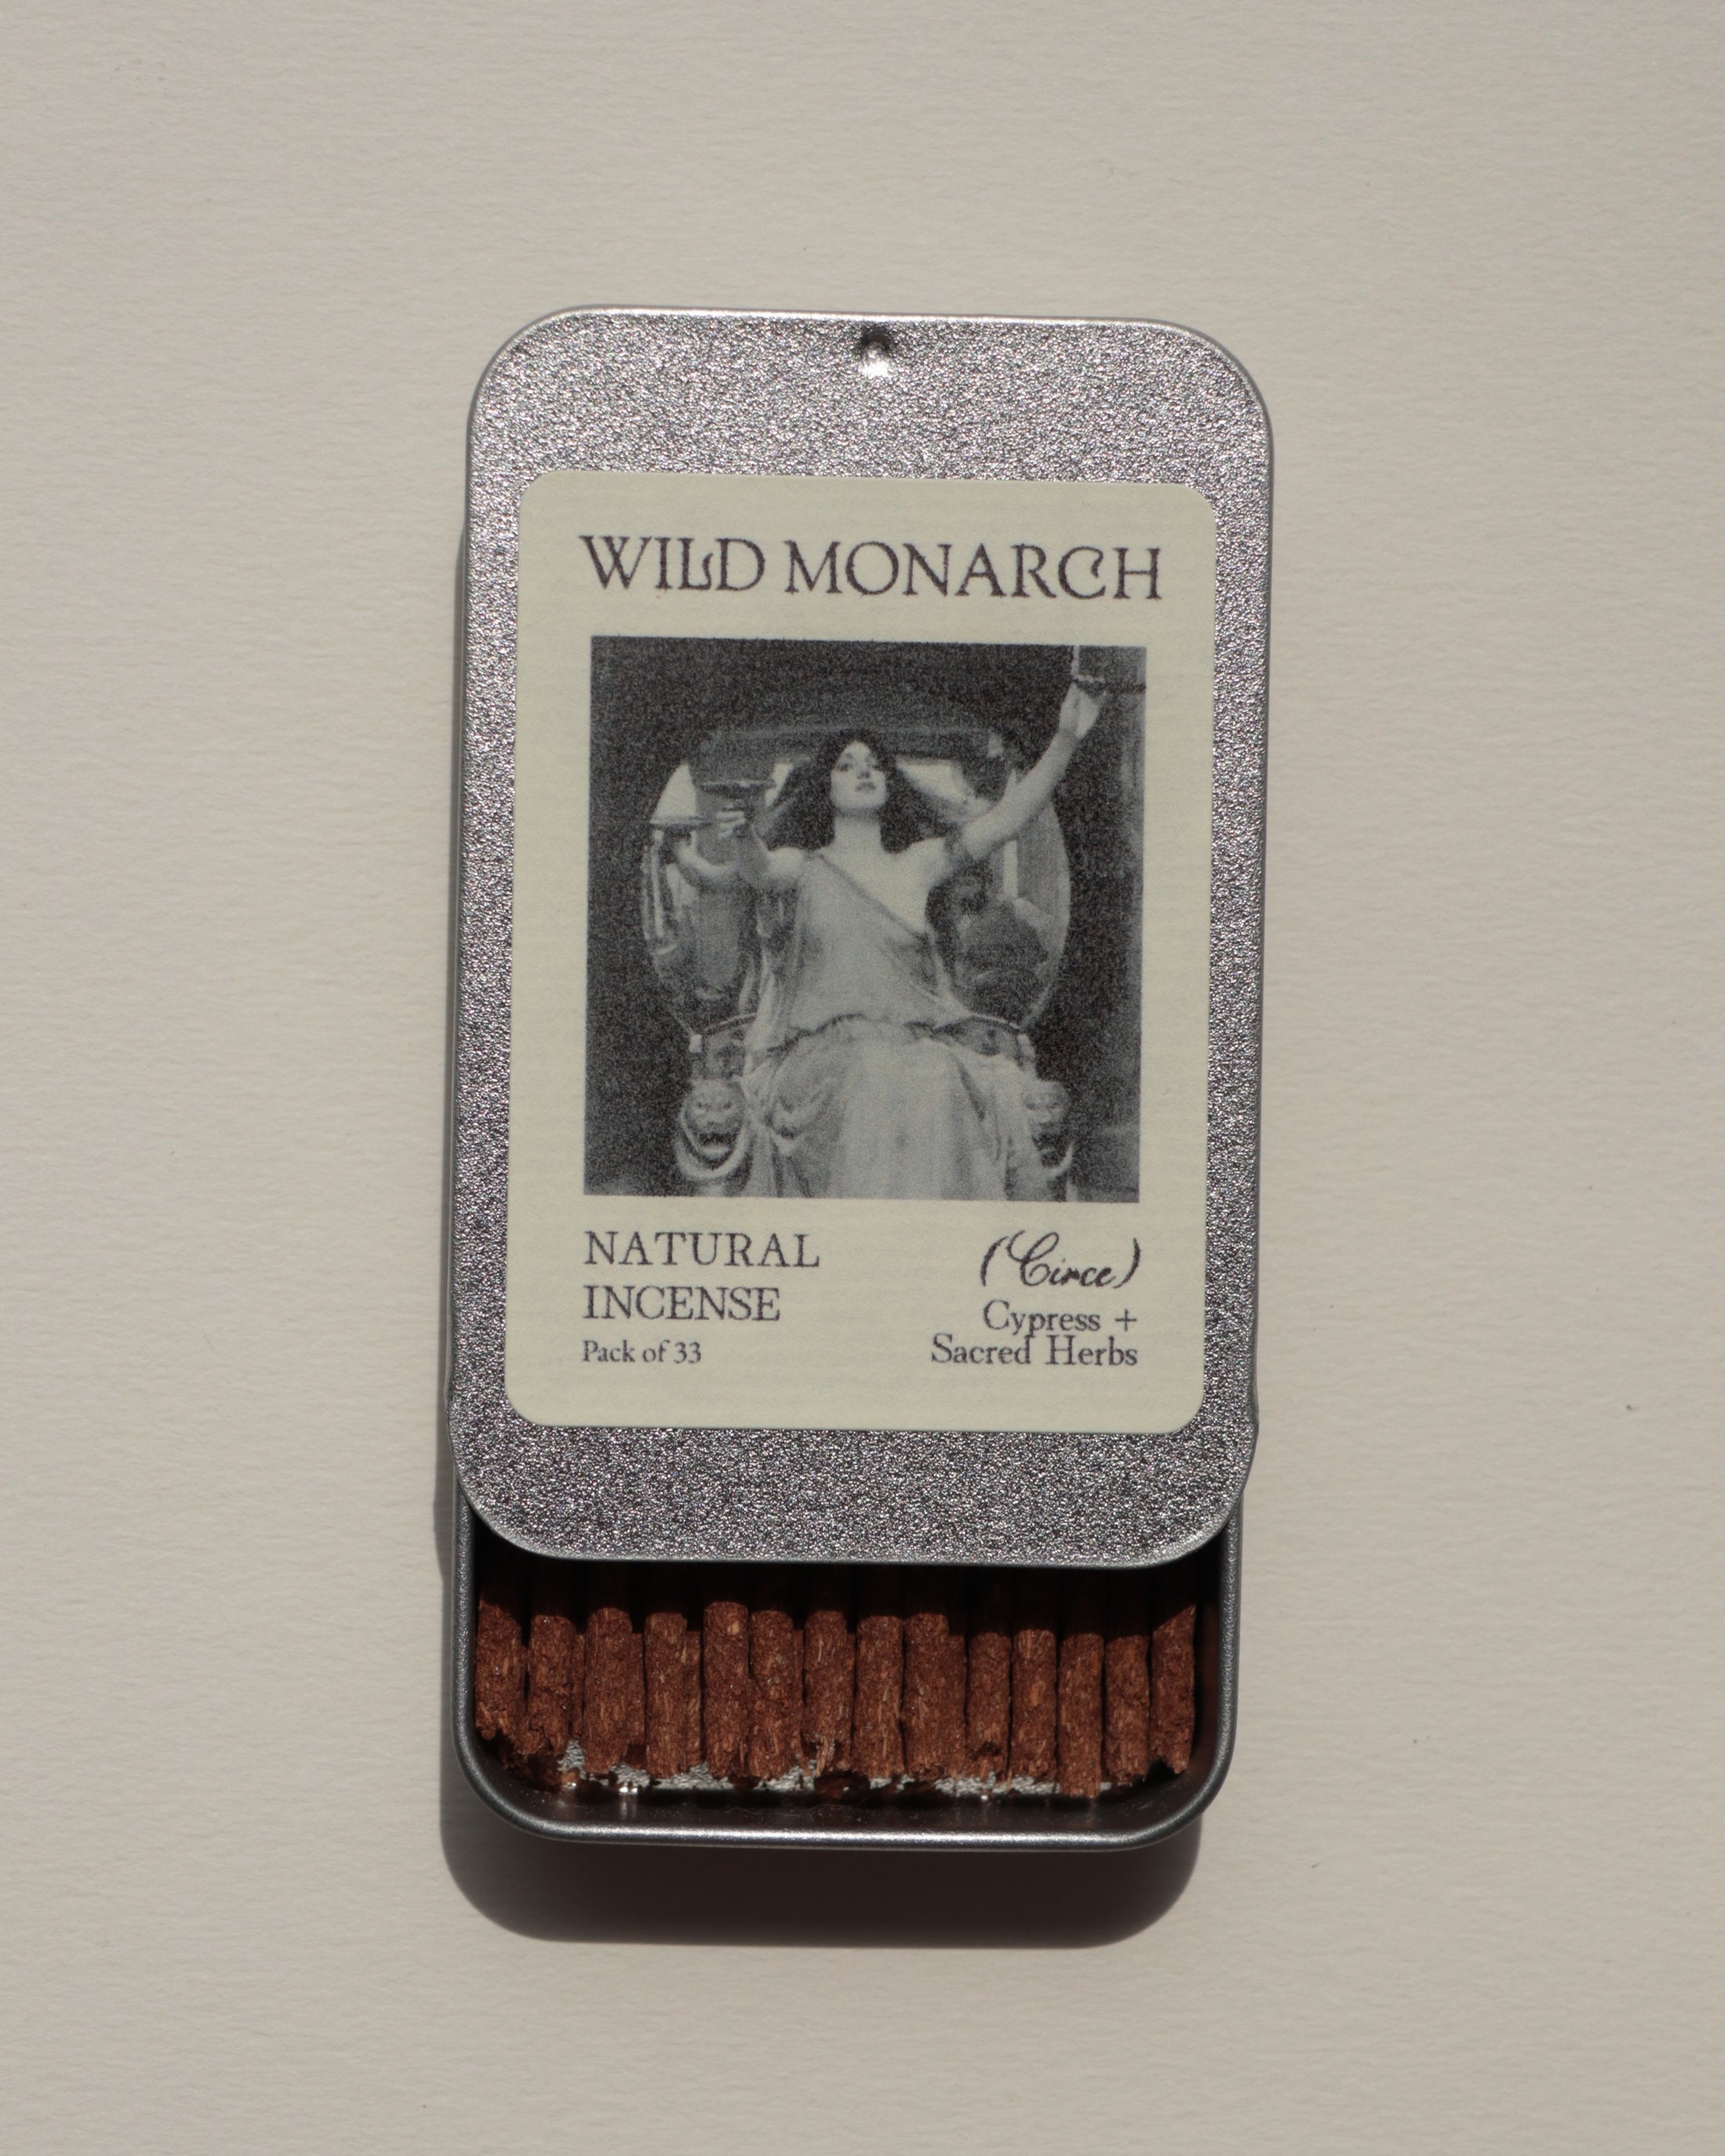 WILD MONARCH
NATURAL
INCENSE
Pack of 33
(Circe)
Cypress +
Sacred Herbs